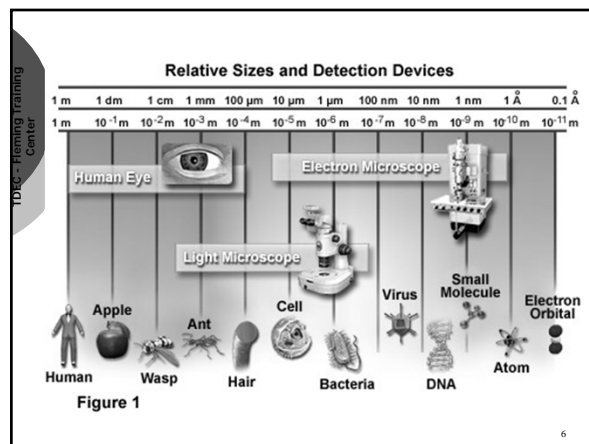 TDEC - Fleming Training
Center
Relative Sizes and Detection Devices
1 m 1 dm 1 cm 1 mm 100 µm 10 µm 1 µm 100 nm 10 nm 1 nm 1 Å 0.1 Å
1 m 10⁻¹ m 10⁻² m 10⁻³ m 10⁻⁴ m 10⁻⁵ m 10⁻⁶ m 10⁻⁷ m 10⁻⁸ m 10⁻⁹ m 10⁻¹⁰ m 10⁻¹¹ m
Human Eye
Electron Microscope
Light Microscope
Human
Apple
Wasp
Ant
Hair
Cell
Bacteria
Virus
DNA
Small
Molecule
Atom
Electron
Orbital
Figure 1
6